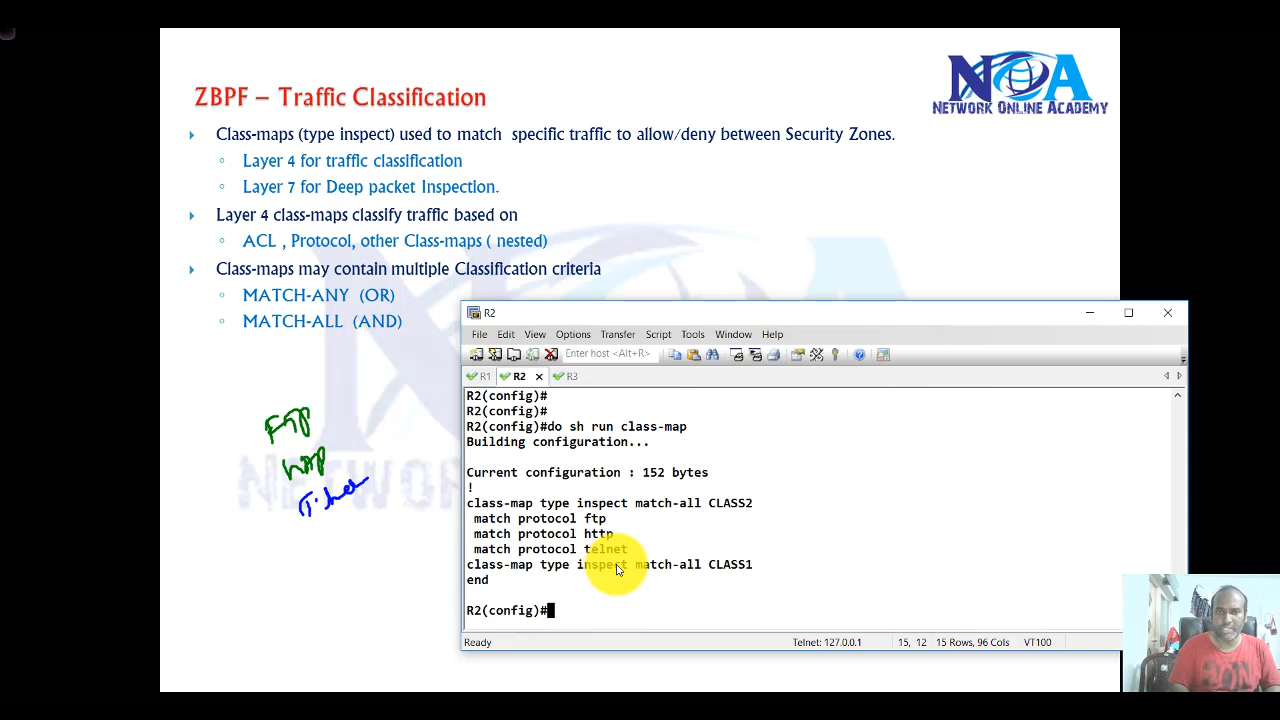 NOA
NETWORK ONLINE ACADEMY
ZBPF – Traffic Classification
Class-maps (type inspect) used to match specific traffic to allow/deny between Security Zones.
Layer 4 for traffic classification
Layer 7 for Deep packet Inspection.
Layer 4 class-maps classify traffic based on
ACL , Protocol, other Class-maps ( nested)
Class-maps may contain multiple Classification criteria
MATCH-ANY (OR)
MATCH-ALL (AND)
FTP
NETWORK
R2
File Edit View Options Transfer Script Tools Window Help
Enter host <Alt+R>
R1 R2 R3
R2(config)#
R2(config)#
R2(config)#do sh run class-map
Building configuration...
Current configuration : 152 bytes
!
class-map type inspect match-all CLASS2
match protocol ftp
match protocol http
match protocol telnet
class-map type inspect match-all CLASS1
end
R2(config)#
Ready Telnet: 127.0.0.1 15, 12 15 Rows, 96 Cols VT100